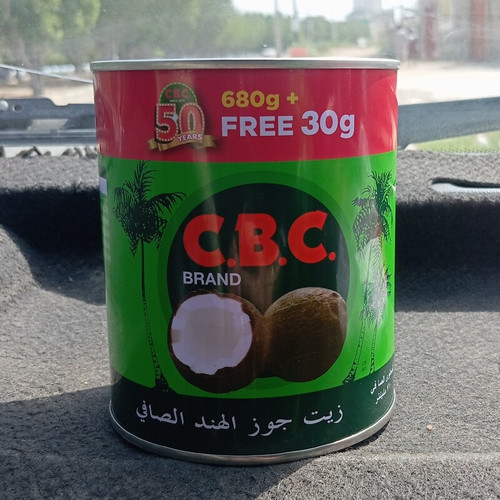 C.B.C.
50
YEARS
680g +
FREE 30g
C.B.C.
BRAND
زيت جوز الهند الصافي